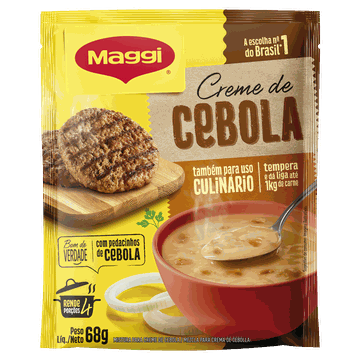 Maggi
A escolha nº 1
do Brasil*
Creme de
CEBOLA
também para uso
CULINÁRIO
tempera
e dá liga até
1kg de carne
Bom de
VERDADE
com pedacinhos
de CEBOLA
RENDE
4 PORÇÕES
Peso
Líq./Neto 68g